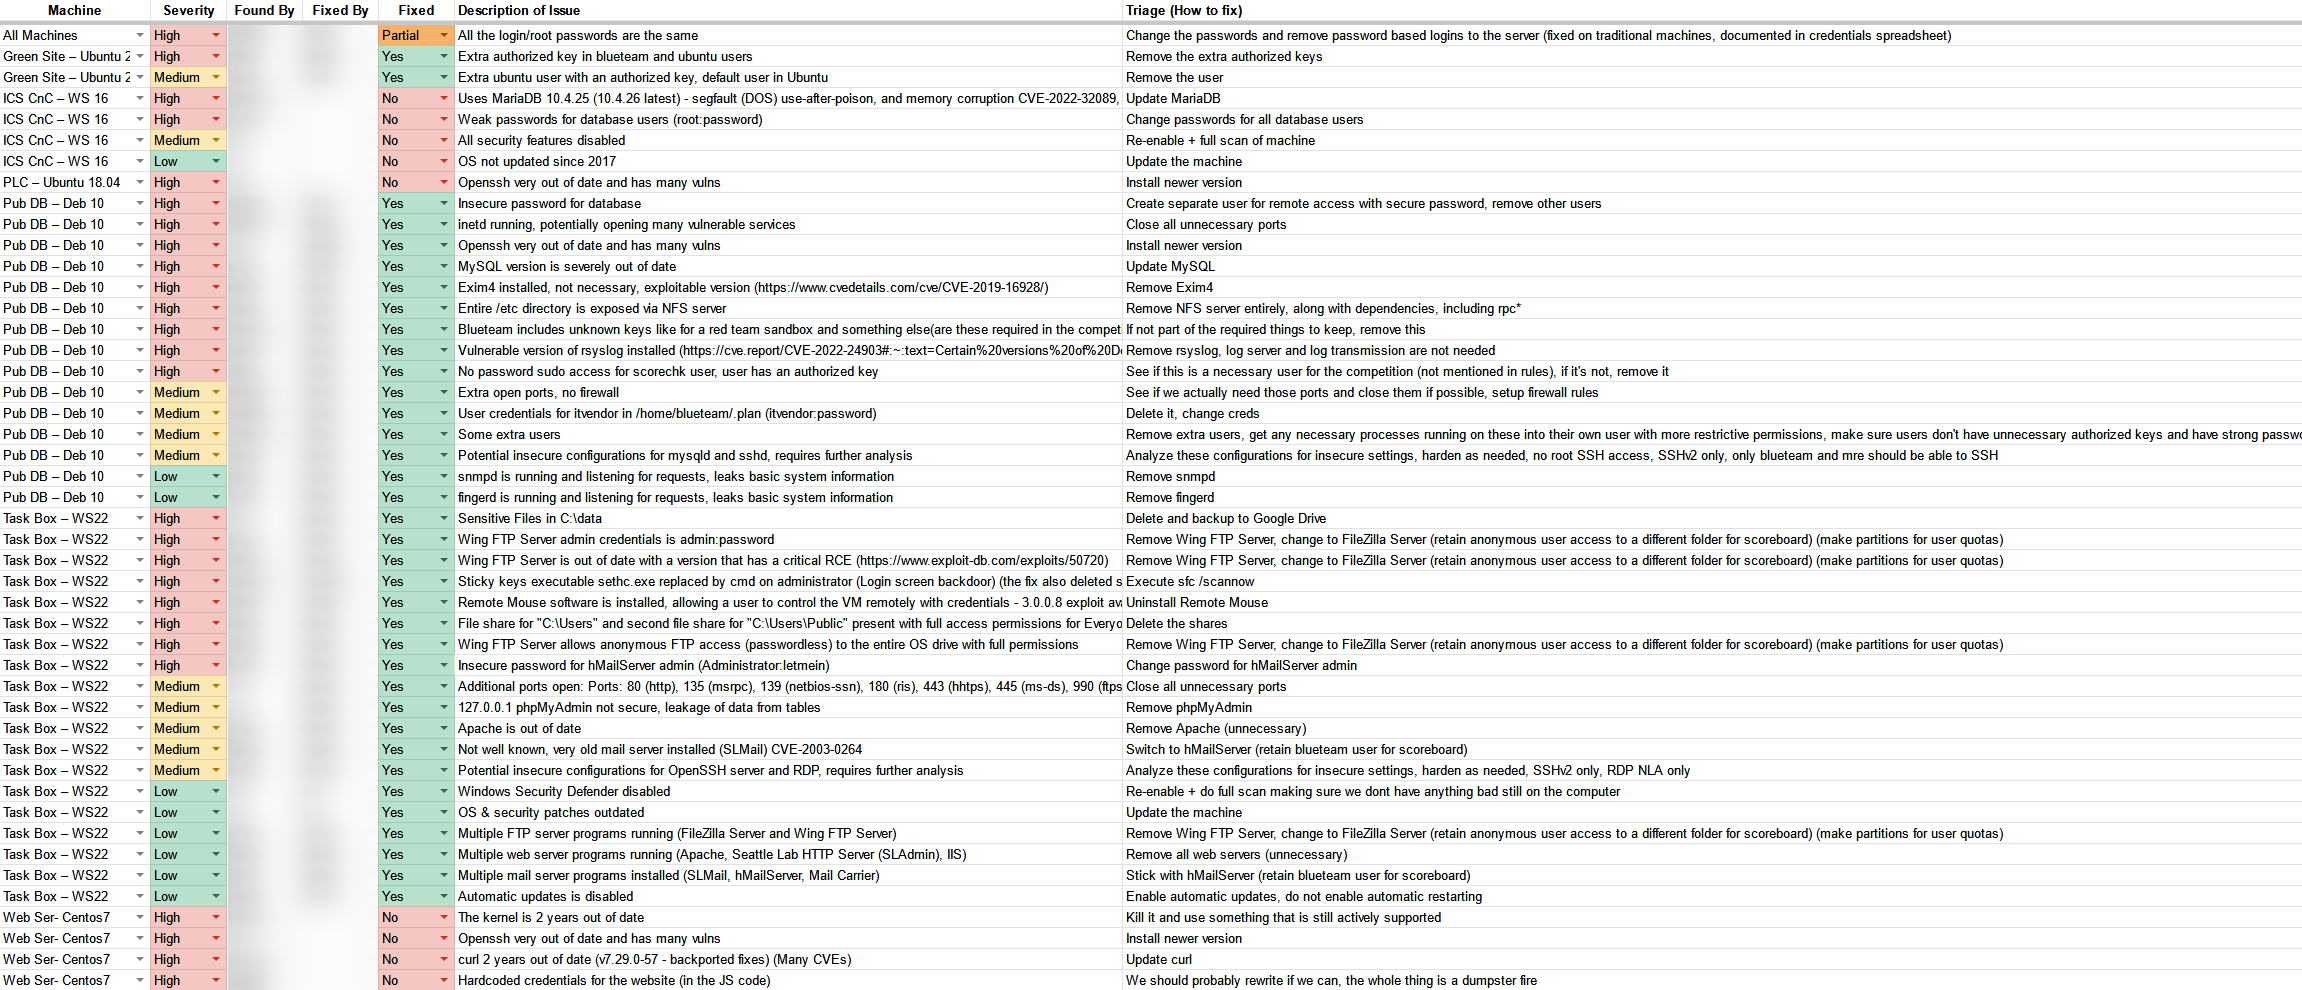 Machine Severity Found By Fixed By Fixed Description of Issue Triage (How to fix)
All Machines High Partial All the login/root passwords are the same Change the passwords and remove password based logins to the server (fixed on traditional machines, documented in credentials spreadsheet)
Green Site – Ubuntu 2 High Yes Extra authorized key in blueteam and ubuntu users Remove the extra authorized keys
Green Site – Ubuntu 2 Medium Yes Extra ubuntu user with an authorized key, default user in Ubuntu Remove the user
ICS CnC – WS 16 High No Uses MariaDB 10.4.25 (10.4.26 latest) - segfault (DOS) use-after-poison, and memory corruption CVE-2022-32089, Update MariaDB
ICS CnC – WS 16 High No Weak passwords for database users (root:password) Change passwords for all database users
ICS CnC – WS 16 Medium No All security features disabled Re-enable + full scan of machine
ICS CnC – WS 16 Low No OS not updated since 2017 Update the machine
PLC – Ubuntu 18.04 High No Openssh very out of date and has many vulns Install newer version
Pub DB – Deb 10 High Yes Insecure password for database Create separate user for remote access with secure password, remove other users
Pub DB – Deb 10 High Yes inetd running, potentially opening many vulnerable services Close all unnecessary ports
Pub DB – Deb 10 High Yes Openssh very out of date and has many vulns Install newer version
Pub DB – Deb 10 High Yes MySQL version is severely out of date Update MySQL
Pub DB – Deb 10 High Yes Exim4 installed, not necessary, exploitable version (https://www.cvedetails.com/cve/CVE-2019-16928/) Remove Exim4
Pub DB – Deb 10 High Yes Entire /etc directory is exposed via NFS server Remove NFS server entirely, along with dependencies, including rpc*
Pub DB – Deb 10 High Yes Blueteam includes unknown keys like for a red team sandbox and something else(are these required in the compet If not part of the required things to keep, remove this
Pub DB – Deb 10 High Yes Vulnerable version of rsyslog installed (https://cve.report/CVE-2022-24903#:~:text=Certain%20versions%20of%20D Remove rsyslog, log server and log transmission are not needed
Pub DB – Deb 10 High Yes No password sudo access for scorechk user, user has an authorized key See if this is a necessary user for the competition (not mentioned in rules), if it's not, remove it
Pub DB – Deb 10 Medium Yes Extra open ports, no firewall See if we actually need those ports and close them if possible, setup firewall rules
Pub DB – Deb 10 Medium Yes User credentials for itvendor in /home/blueteam/.plan (itvendor:password) Delete it, change creds
Pub DB – Deb 10 Medium Yes Some extra users Remove extra users, get any necessary processes running on these into their own user with more restrictive permissions, make sure users don't have unnecessary authorized keys and have strong passwo
Pub DB – Deb 10 Medium Yes Potential insecure configurations for mysqld and sshd, requires further analysis Analyze these configurations for insecure settings, harden as needed, no root SSH access, SSHv2 only, only blueteam and mre should be able to SSH
Pub DB – Deb 10 Low Yes snmpd is running and listening for requests, leaks basic system information Remove snmpd
Pub DB – Deb 10 Low Yes fingerd is running and listening for requests, leaks basic system information Remove fingerd
Task Box – WS22 High Yes Sensitive Files in C:\data Delete and backup to Google Drive
Task Box – WS22 High Yes Wing FTP Server admin credentials is admin:password Remove Wing FTP Server, change to FileZilla Server (retain anonymous user access to a different folder for scoreboard) (make partitions for user quotas)
Task Box – WS22 High Yes Wing FTP Server is out of date with a version that has a critical RCE (https://www.exploit-db.com/exploits/50720) Remove Wing FTP Server, change to FileZilla Server (retain anonymous user access to a different folder for scoreboard) (make partitions for user quotas)
Task Box – WS22 High Yes Sticky keys executable sethc.exe replaced by cmd on administrator (Login screen backdoor) (the fix also deleted s Execute sfc /scannow
Task Box – WS22 High Yes Remote Mouse software is installed, allowing a user to control the VM remotely with credentials - 3.0.0.8 exploit av Uninstall Remote Mouse
Task Box – WS22 High Yes File share for "C:\Users" and second file share for "C:\Users\Public" present with full access permissions for Everyo Delete the shares
Task Box – WS22 High Yes Wing FTP Server allows anonymous FTP access (passwordless) to the entire OS drive with full permissions Remove Wing FTP Server, change to FileZilla Server (retain anonymous user access to a different folder for scoreboard) (make partitions for user quotas)
Task Box – WS22 High Yes Insecure password for hMailServer admin (Administrator:letmein) Change password for hMailServer admin
Task Box – WS22 Medium Yes Additional ports open: Ports: 80 (http), 135 (msrpc), 139 (netbios-ssn), 180 (ris), 443 (hhtps), 445 (ms-ds), 990 (ftps Close all unnecessary ports
Task Box – WS22 Medium Yes 127.0.0.1 phpMyAdmin not secure, leakage of data from tables Remove phpMyAdmin
Task Box – WS22 Medium Yes Apache is out of date Remove Apache (unnecessary)
Task Box – WS22 Medium Yes Not well known, very old mail server installed (SLMail) CVE-2003-0264 Switch to hMailServer (retain blueteam user for scoreboard)
Task Box – WS22 Medium Yes Potential insecure configurations for OpenSSH server and RDP, requires further analysis Analyze these configurations for insecure settings, harden as needed, SSHv2 only, RDP NLA only
Task Box – WS22 Low Yes Windows Security Defender disabled Re-enable + do full scan making sure we dont have anything bad still on the computer
Task Box – WS22 Low Yes OS & security patches outdated Update the machine
Task Box – WS22 Low Yes Multiple FTP server programs running (FileZilla Server and Wing FTP Server) Remove Wing FTP Server, change to FileZilla Server (retain anonymous user access to a different folder for scoreboard) (make partitions for user quotas)
Task Box – WS22 Low Yes Multiple web server programs running (Apache, Seattle Lab HTTP Server (SLAdmin), IIS) Remove all web servers (unnecessary)
Task Box – WS22 Low Yes Multiple mail server programs installed (SLMail, hMailServer, Mail Carrier) Stick with hMailServer (retain blueteam user for scoreboard)
Task Box – WS22 Low Yes Automatic updates is disabled Enable automatic updates, do not enable automatic restarting
Web Ser- Centos7 High No The kernel is 2 years out of date Kill it and use something that is still actively supported
Web Ser- Centos7 High No Openssh very out of date and has many vulns Install newer version
Web Ser- Centos7 High No curl 2 years out of date (v7.29.0-57 - backported fixes) (Many CVEs) Update curl
Web Ser- Centos7 High No Hardcoded credentials for the website (in the JS code) We should probably rewrite if we can, the whole thing is a dumpster fire